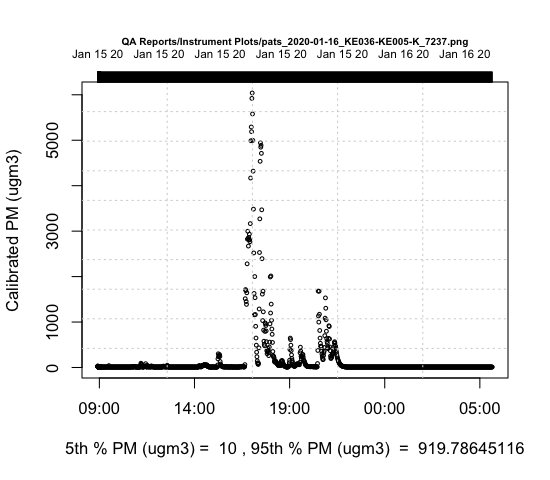 QA Reports/Instrument Plots/pats_2020-01-16_KE036-KE005-K_7237.png
Jan 15 20 Jan 15 20 Jan 15 20 Jan 15 20 Jan 15 20 Jan 16 20 Jan 16 20
Calibrated PM (ugm3)
5000
3000
1000
0
09:00 14:00 19:00 00:00 05:00
5th % PM (ugm3) = 10 , 95th % PM (ugm3) = 919.78645116